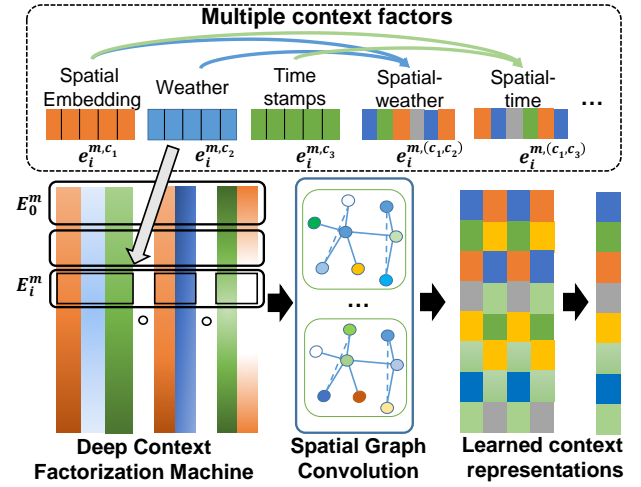 Multiple context factors
Spatial Embedding
Weather
Time stamps
Spatial-weather
Spatial-time
...
e_i^{m,c_1}
e_i^{m,c_2}
e_i^{m,c_3}
e_i^{m,(c_1,c_2)}
e_i^{m,(c_1,c_3)}
E_0^m
E_i^m
...
Deep Context
Factorization Machine
Spatial Graph
Convolution
Learned context
representations